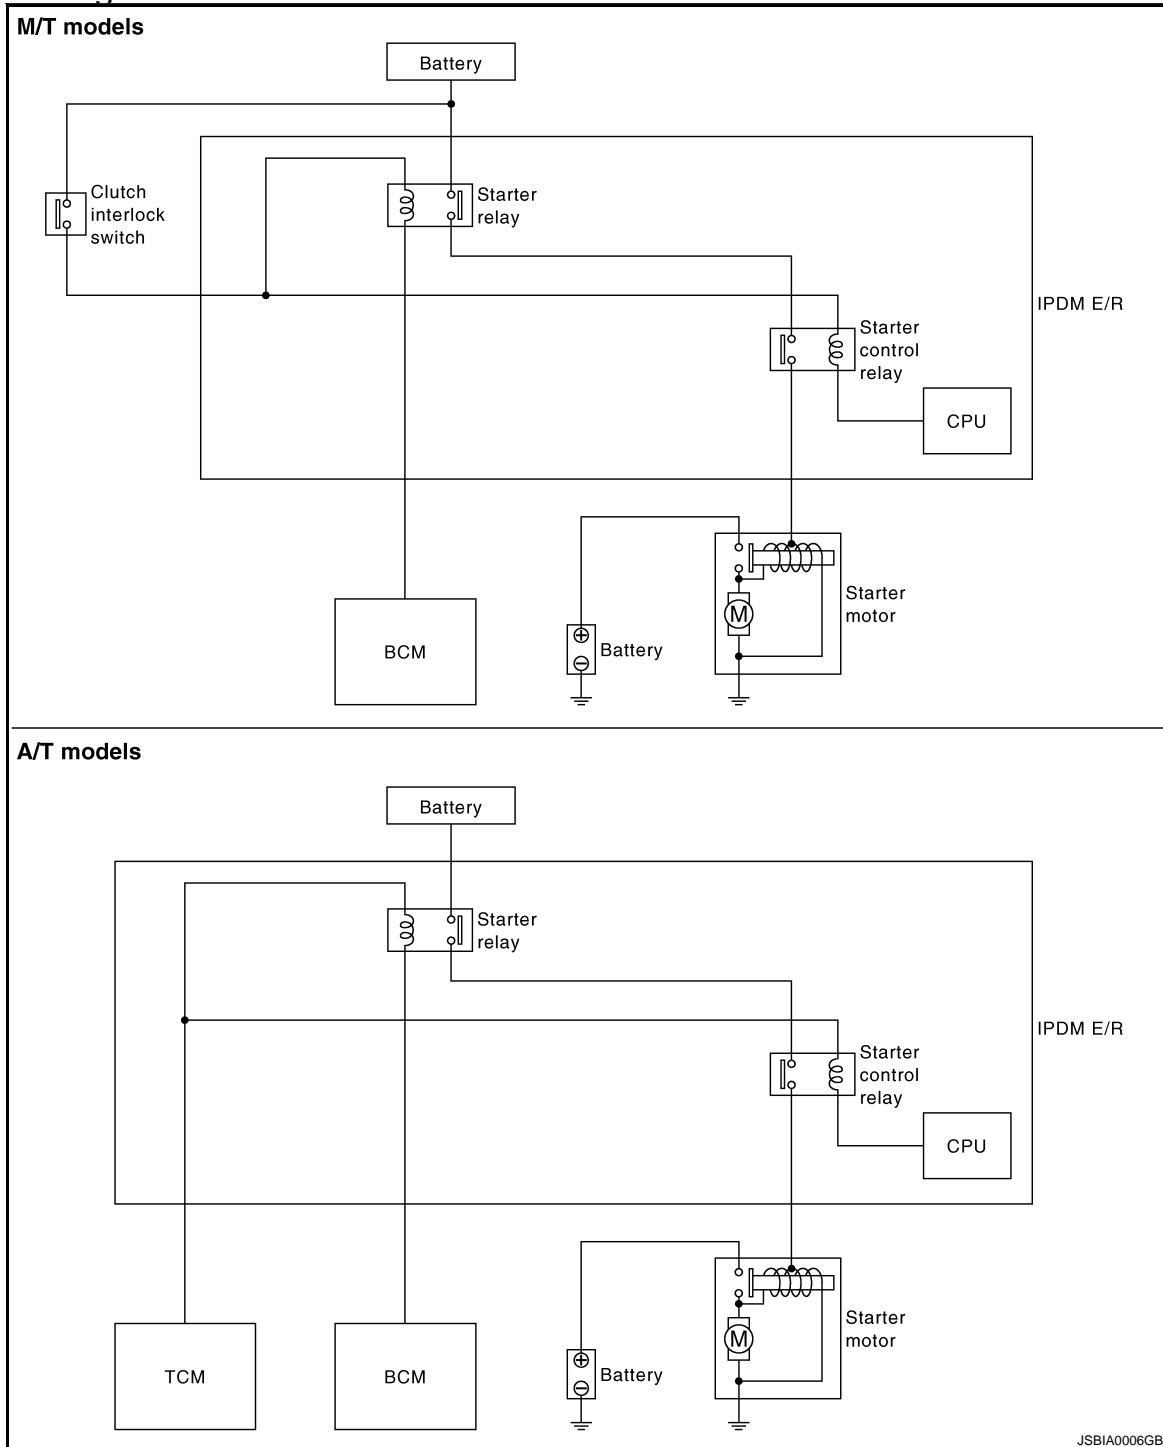 M/T models
Battery
Clutch
interlock
switch
Starter
relay
IPDM E/R
Starter
control
relay
CPU
BCM
Battery
M
Starter
motor
A/T models
Battery
Starter
relay
IPDM E/R
Starter
control
relay
CPU
TCM
BCM
Battery
M
Starter
motor
JSBIA0006GB